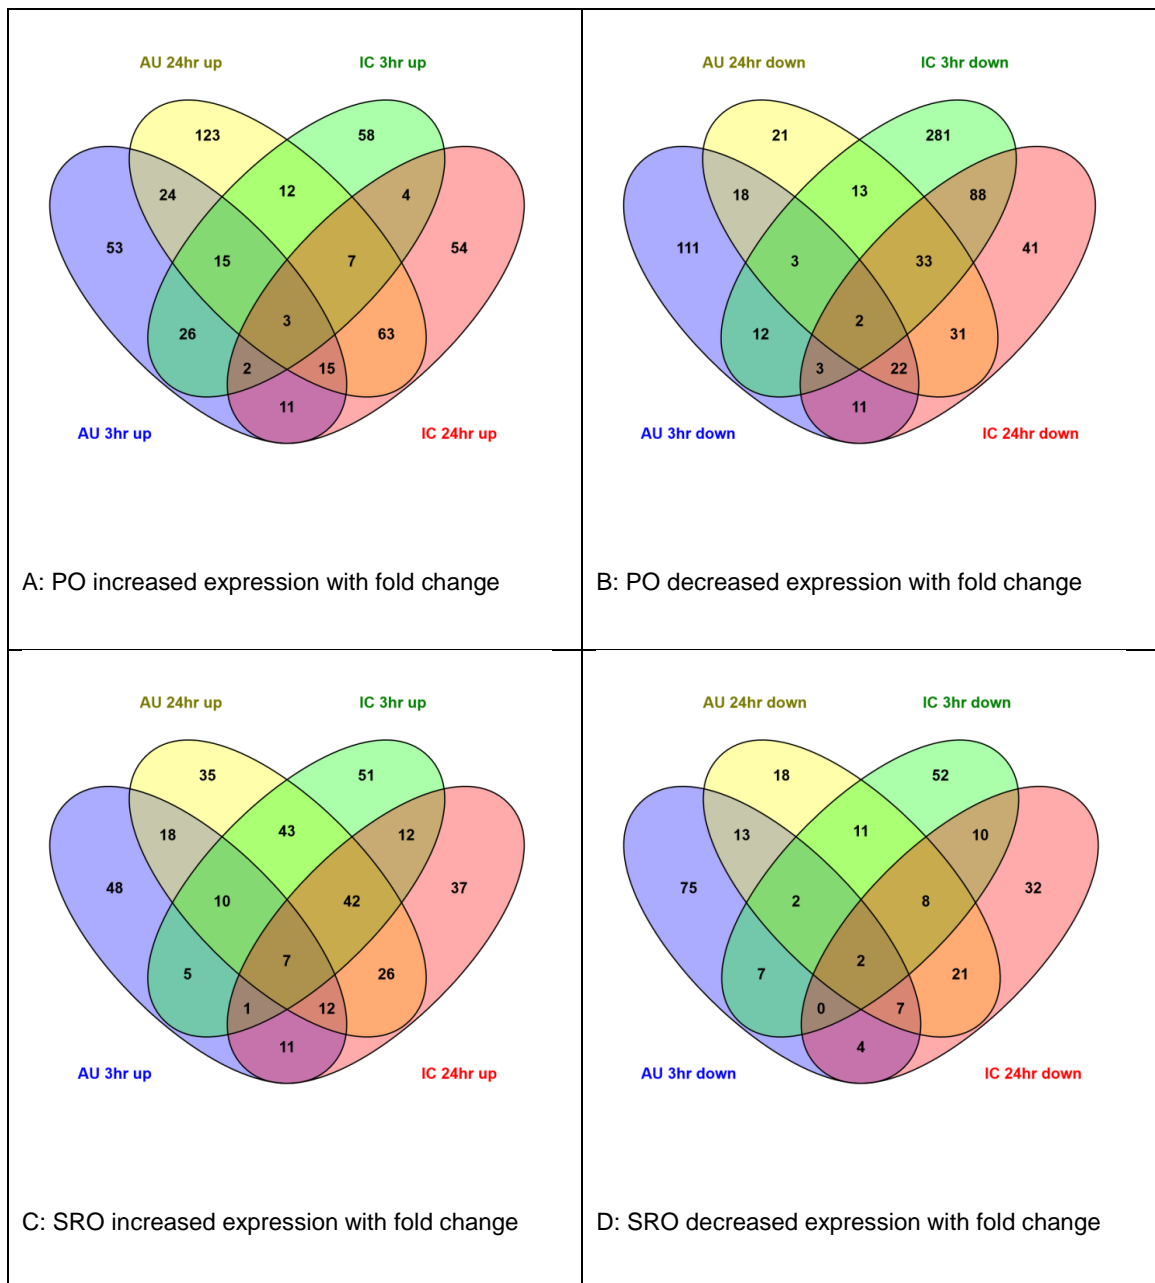 AU 24hr up IC 3hr up
123 58
24 12 4
53 15 7 54
3
26 63
2 15
11
AU 3hr up IC 24hr up
A: PO increased expression with fold change
AU 24hr down IC 3hr down
21 281
18 13 88
111 3 33 41
2
12 31
3 22
11
AU 3hr down IC 24hr down
B: PO decreased expression with fold change
AU 24hr up IC 3hr up
35 51
18 43 12
48 10 42 37
7
5 26
1 12
11
AU 3hr up IC 24hr up
C: SRO increased expression with fold change
AU 24hr down IC 3hr down
18 52
13 11 10
75 2 8 32
2
7 21
0 7
4
AU 3hr down IC 24hr down
D: SRO decreased expression with fold change